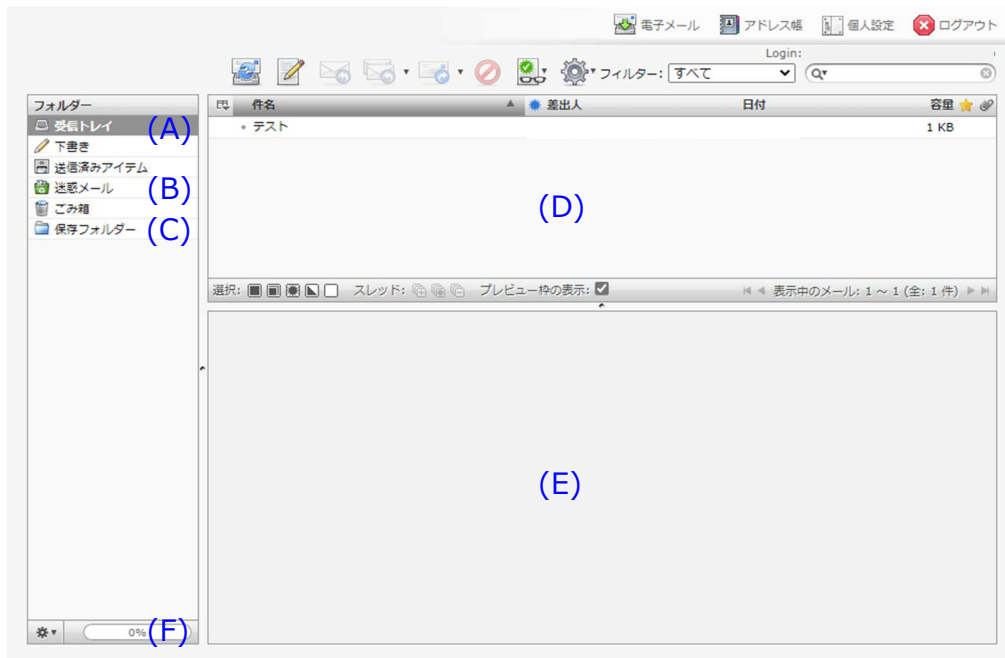 電子メール アドレス帳 個人設定 ログアウト
Login:
フィルター: すべて
フォルダー
受信トレイ (A)
下書き
送信済みアイテム
迷惑メール (B)
ごみ箱
保存フォルダー (C)
件名 差出人 日付 容量
テスト 1 KB
(D)
選択: スレッド: プレビュー枠の表示: 表示中のメール: 1 ~ 1 (全: 1 件)
(E)
0% (F)